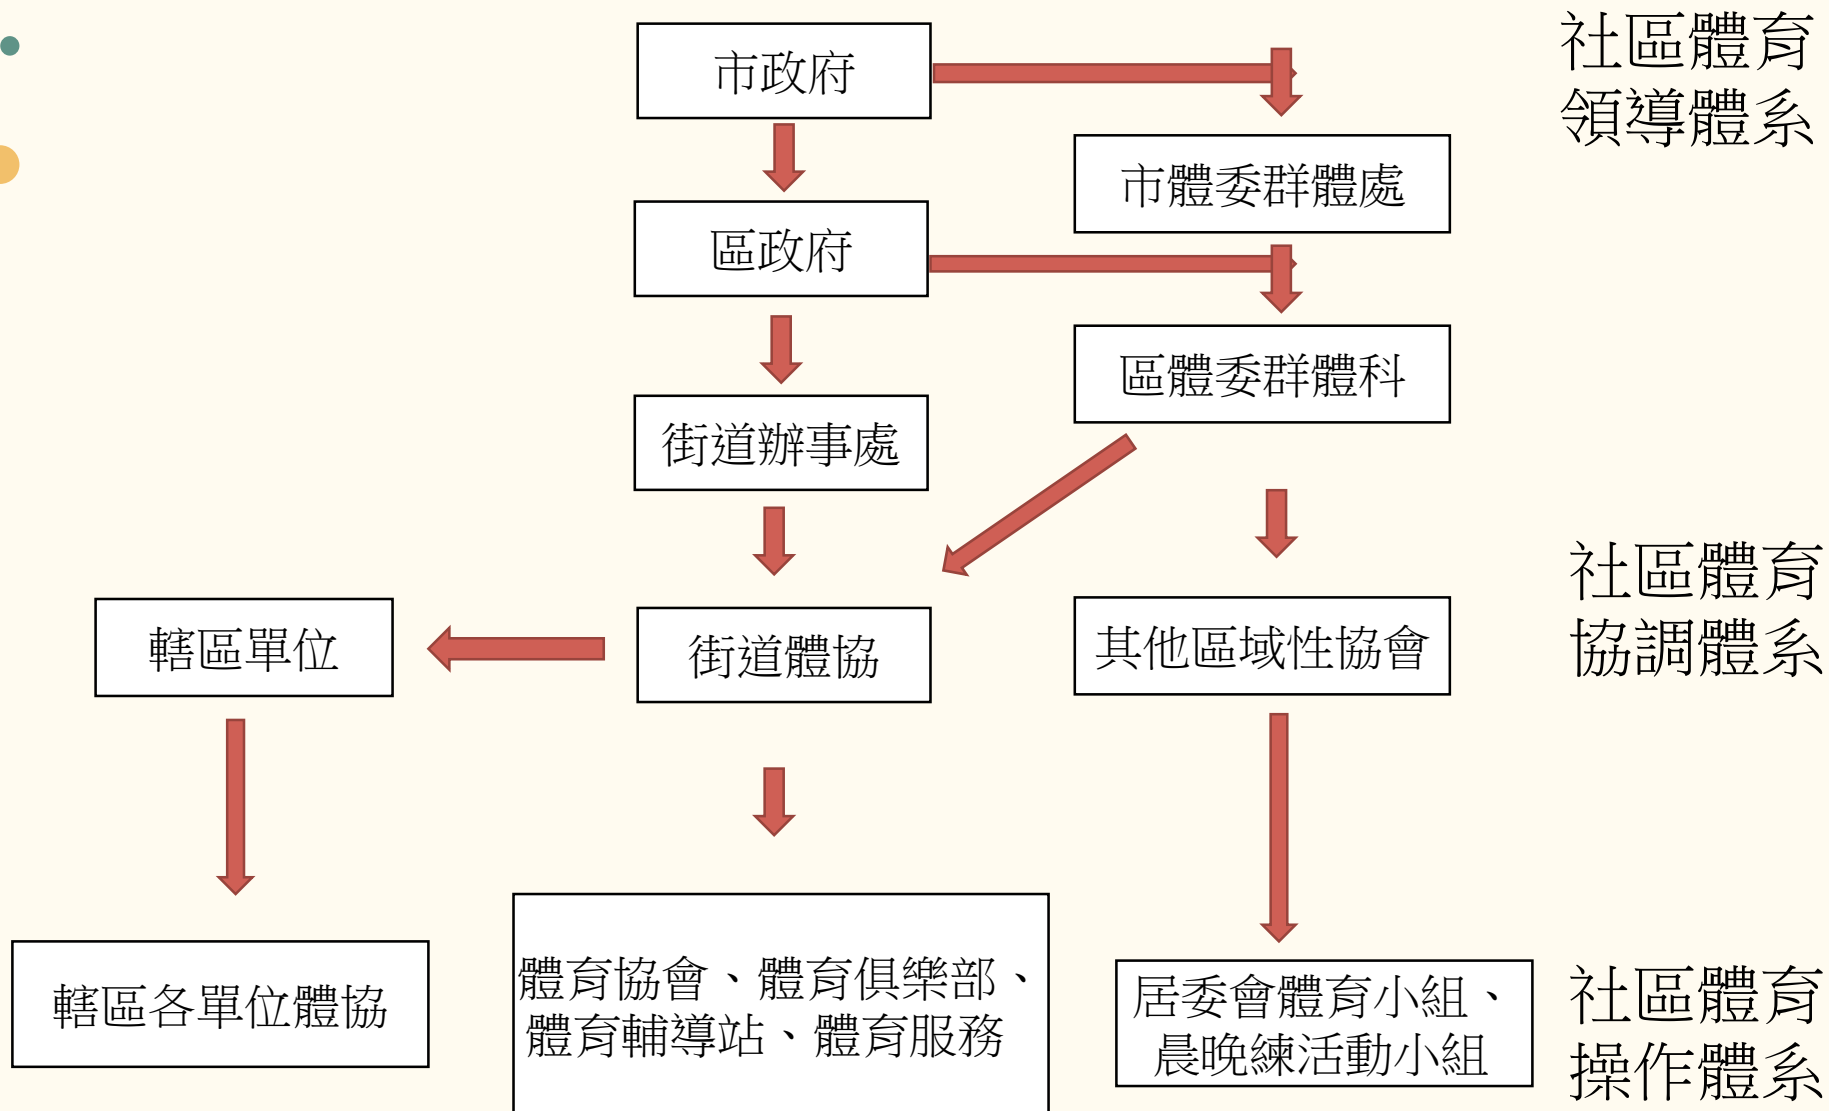 市政府
社區體育
領導體系
市體委群體處
區政府
區體委群體科
街道辦事處
社區體育
協調體系
轄區單位
街道體協
其他區域性協會
轄區各單位體協
體育協會、體育俱樂部、
體育輔導站、體育服務
居委會體育小組、
晨晚練活動小組
社區體育
操作體系